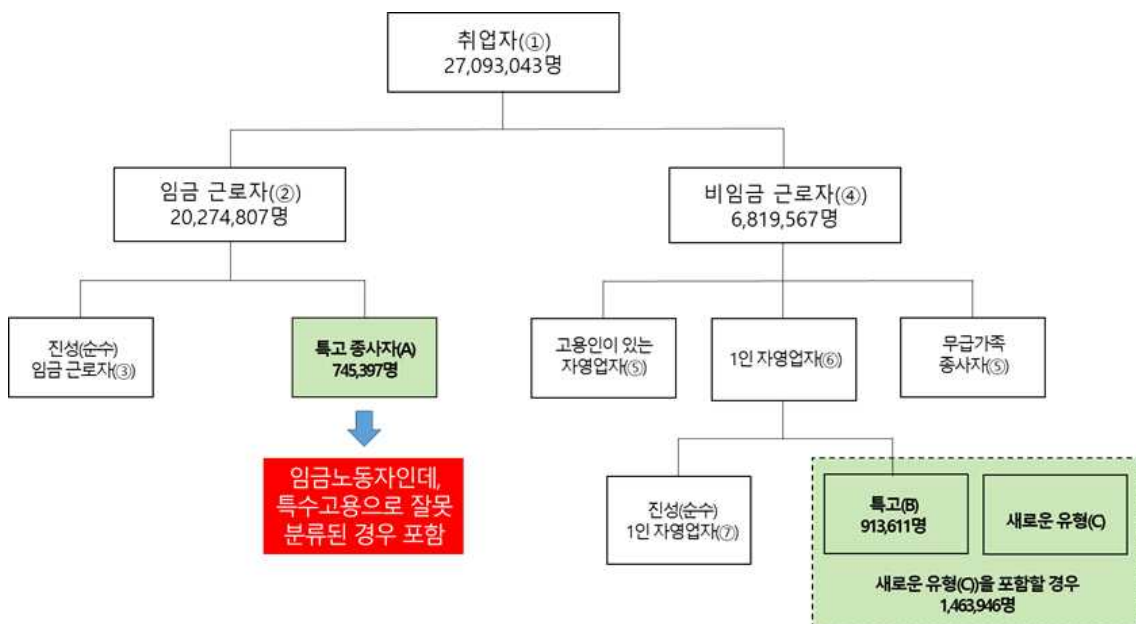 취업자(①)
27,093,043명
임금 근로자(②)
20,274,807명
비임금 근로자(④)
6,819,567명
진성(순수)
임금 근로자(③)
특고 종사자(A)
745,397명
고용인이 있는
자영업자(⑤)
1인 자영업자(⑥)
무급가족
종사자(⑤)
임금노동자인데,
특수고용으로 잘못
분류된 경우 포함
진성(순수)
1인 자영업자(⑦)
특고(B)
913,611명
새로운 유형(C)
새로운 유형(C))을 포함할 경우
1,463,946명